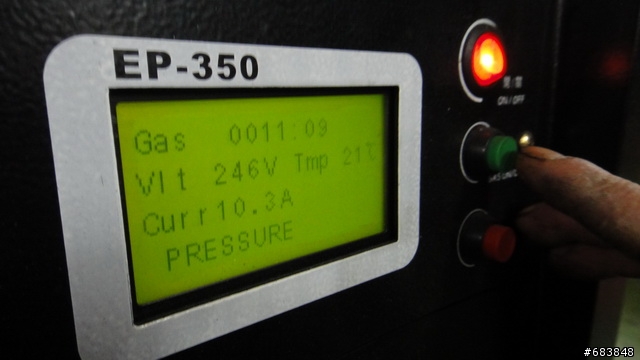 EP-350
Gas 0011:09
Vlt 246V Tmp 21℃
Curr10.3A
PRESSURE
ON/OFF
#683848